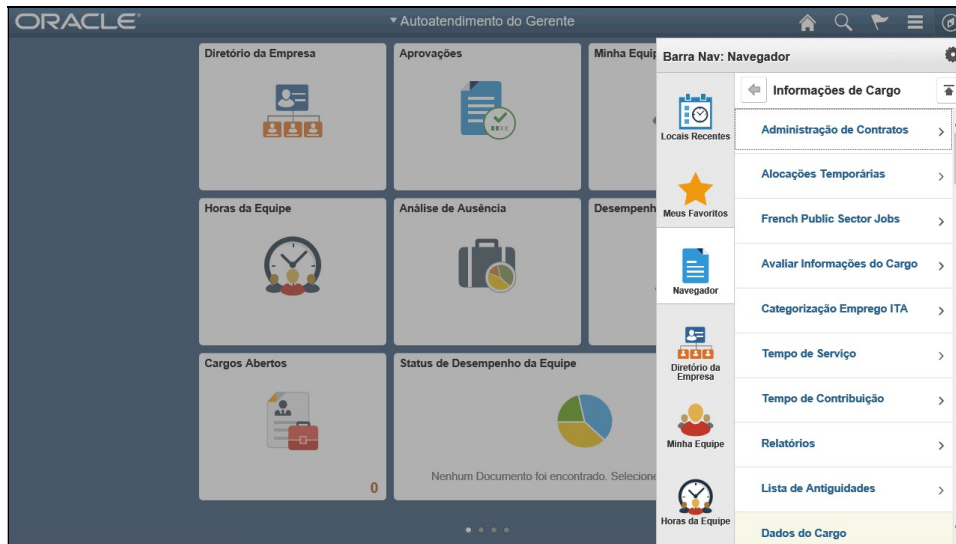 ORACLE
Autoatendimento do Gerente
Diretório da Empresa
Aprovações
Minha Equip
Horas da Equipe
Análise de Ausência
Desempenh
Cargos Abertos
0
Status de Desempenho da Equipe
Nenhum Documento foi encontrado. Selecione
Barra Nav: Navegador
Locais Recentes
Meus Favoritos
Navegador
Diretório da
Empresa
Minha Equipe
Horas da Equipe
Informações de Cargo
Administração de Contratos
Alocações Temporárias
French Public Sector Jobs
Avaliar Informações do Cargo
Categorização Emprego ITA
Tempo de Serviço
Tempo de Contribuição
Relatórios
Lista de Antiguidades
Dados do Cargo